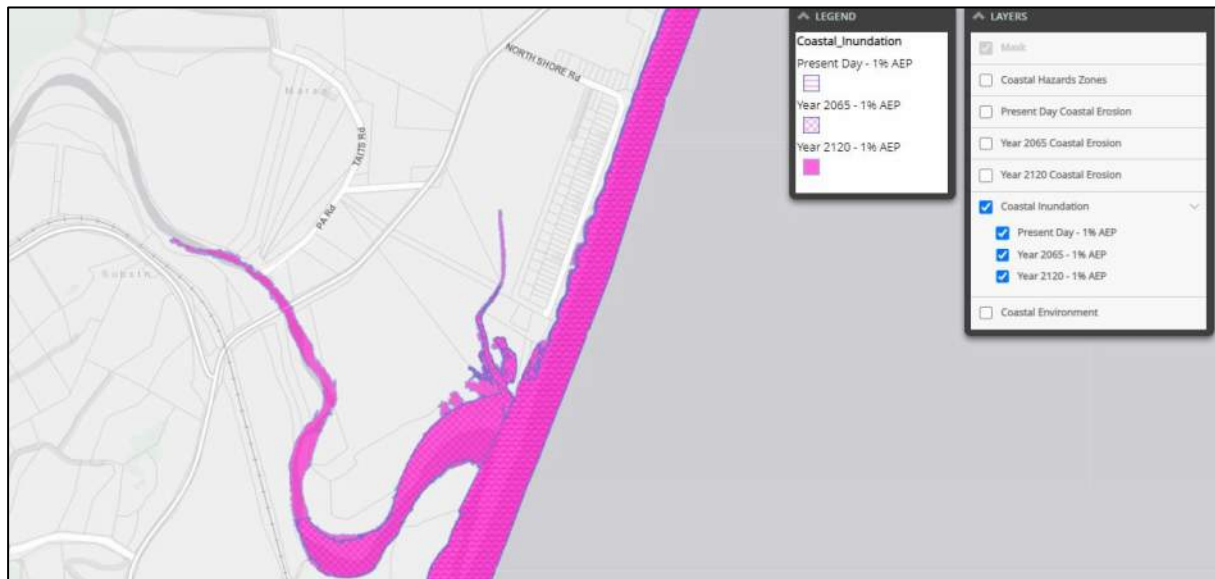 LEGEND
Coastal_Inundation
Present Day - 1% AEP
Year 2065 - 1% AEP
Year 2120 - 1% AEP
LAYERS
Mask
Coastal Hazards Zones
Present Day Coastal Erosion
Year 2065 Coastal Erosion
Year 2120 Coastal Erosion
Coastal Inundation
Present Day - 1% AEP
Year 2065 - 1% AEP
Year 2120 - 1% AEP
Coastal Environment
NORTH SHORE Rd
TAITS Rd
PA Rd